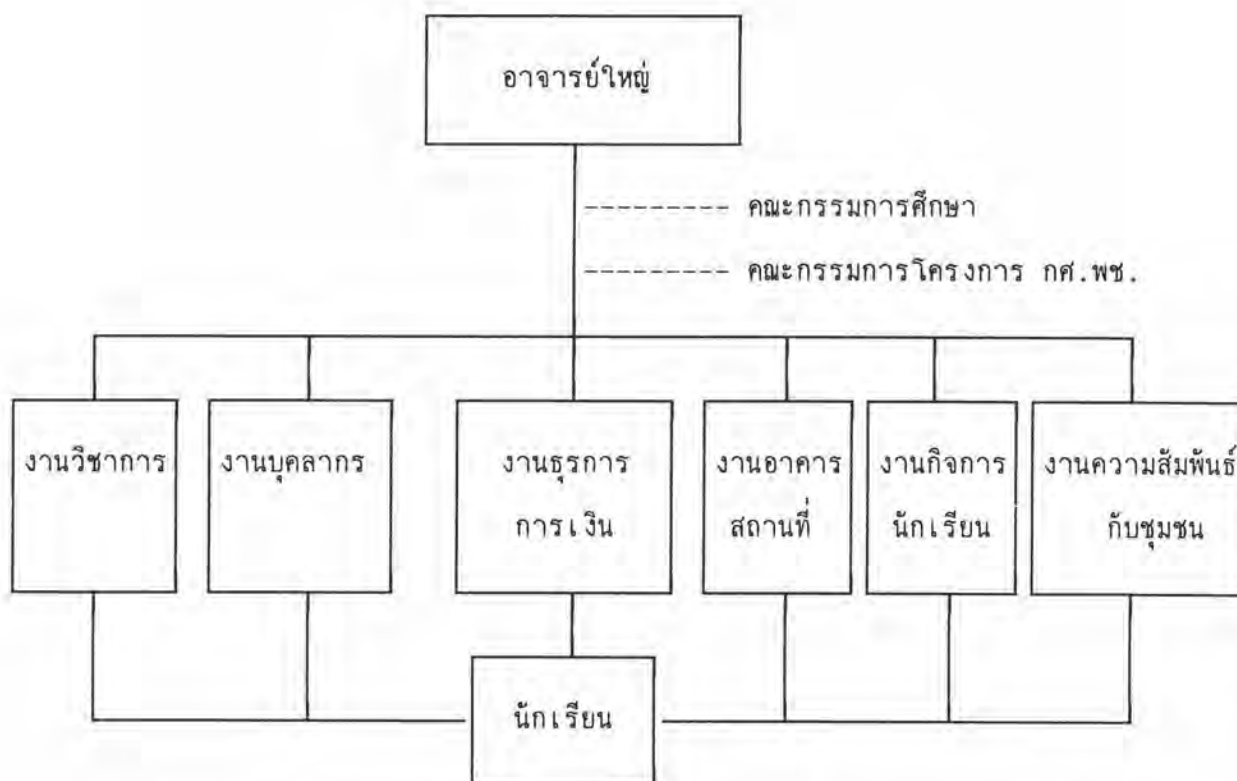 อาจารย์ใหญ่
คณะกรรมการศึกษา
คณะกรรมการโครงการ กศ.พช.
งานวิชาการ
งานบุคลากร
งานธุรการ
การเงิน
งานอาคาร
สถานที่
งานกิจการ
นักเรียน
งานความสัมพันธ์
กับชุมชน
นักเรียน